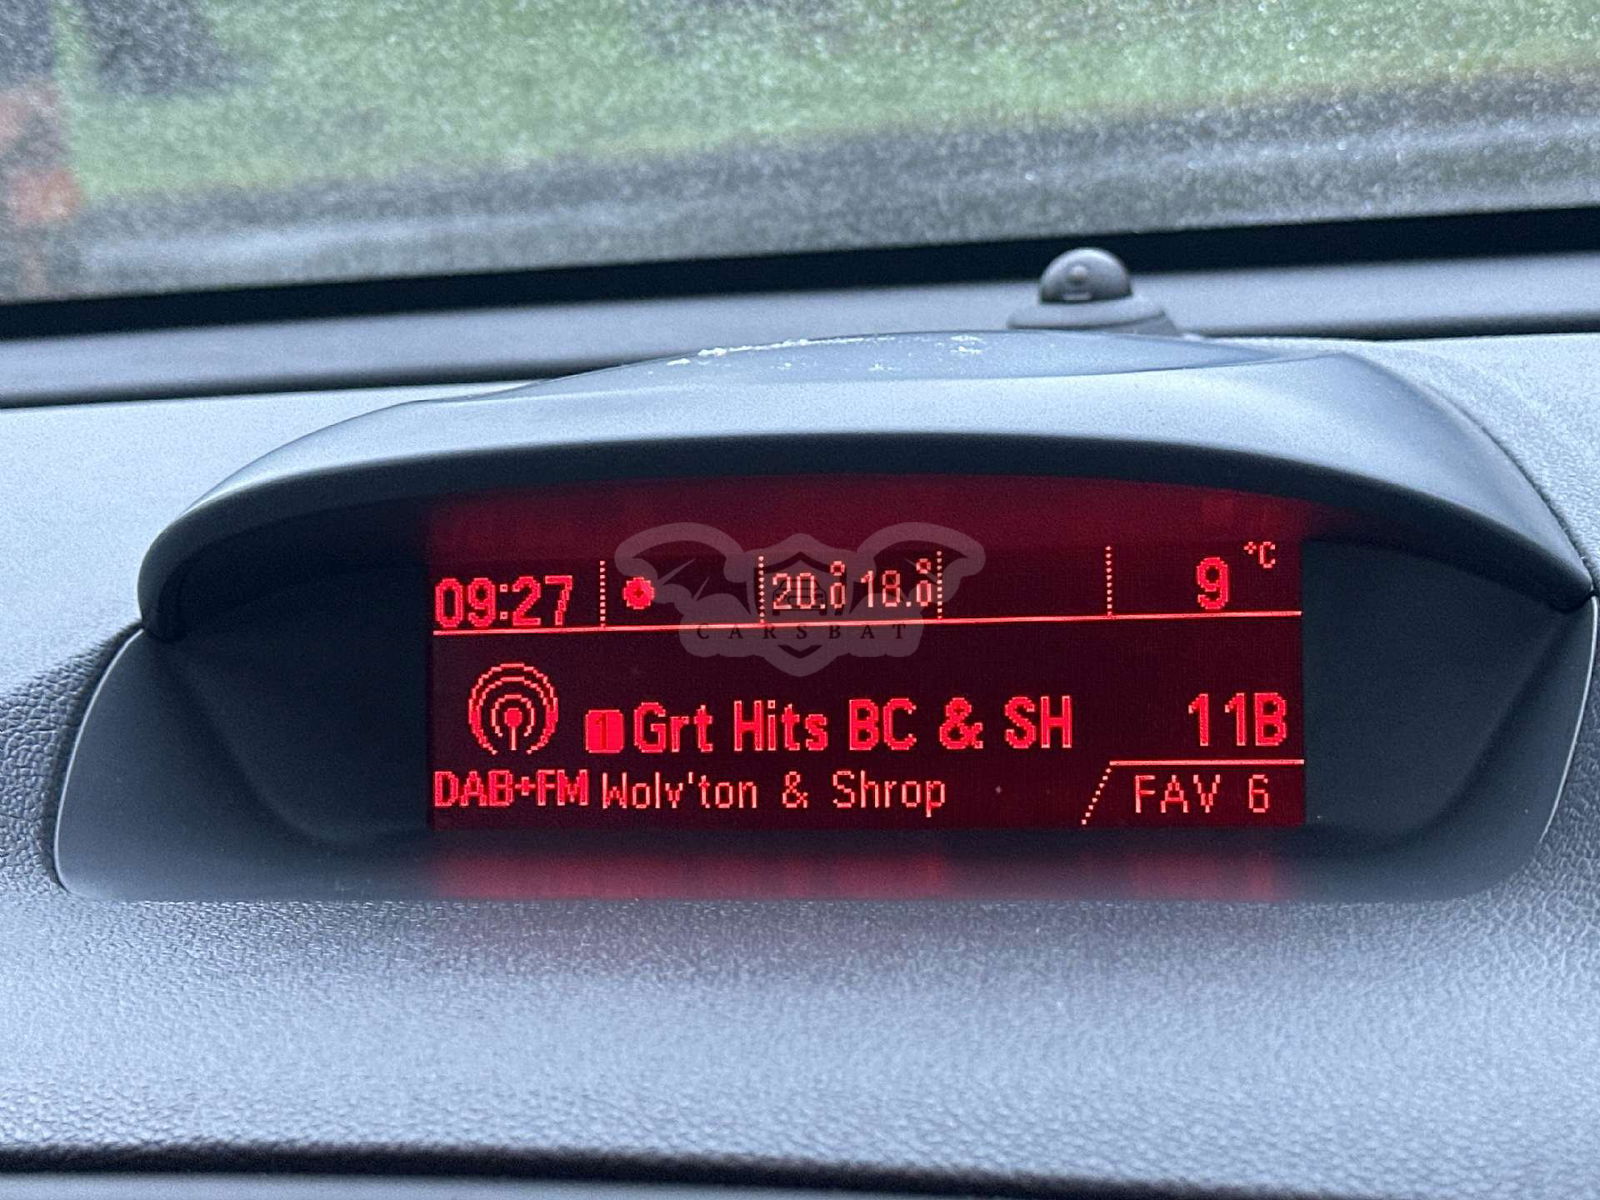 09:27 20.0° 18.0° 9 °C
1 Grt Hits BC & SH 11B
DAB+FM Wolv'ton & Shrop FAV 6
CARSBAT